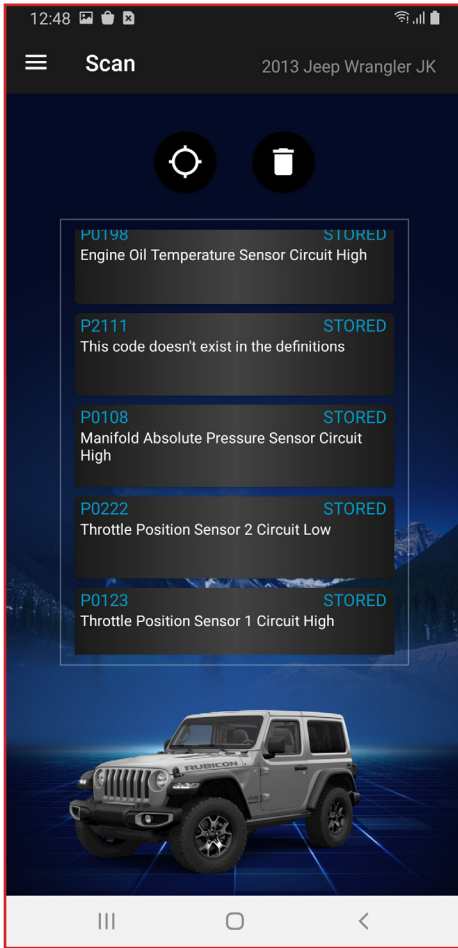 12:48
Scan
2013 Jeep Wrangler JK
P0198 STORED
Engine Oil Temperature Sensor Circuit High
P2111 STORED
This code doesn't exist in the definitions
P0108 STORED
Manifold Absolute Pressure Sensor Circuit
High
P0222 STORED
Throttle Position Sensor 2 Circuit Low
P0123 STORED
Throttle Position Sensor 1 Circuit High
RUBICON